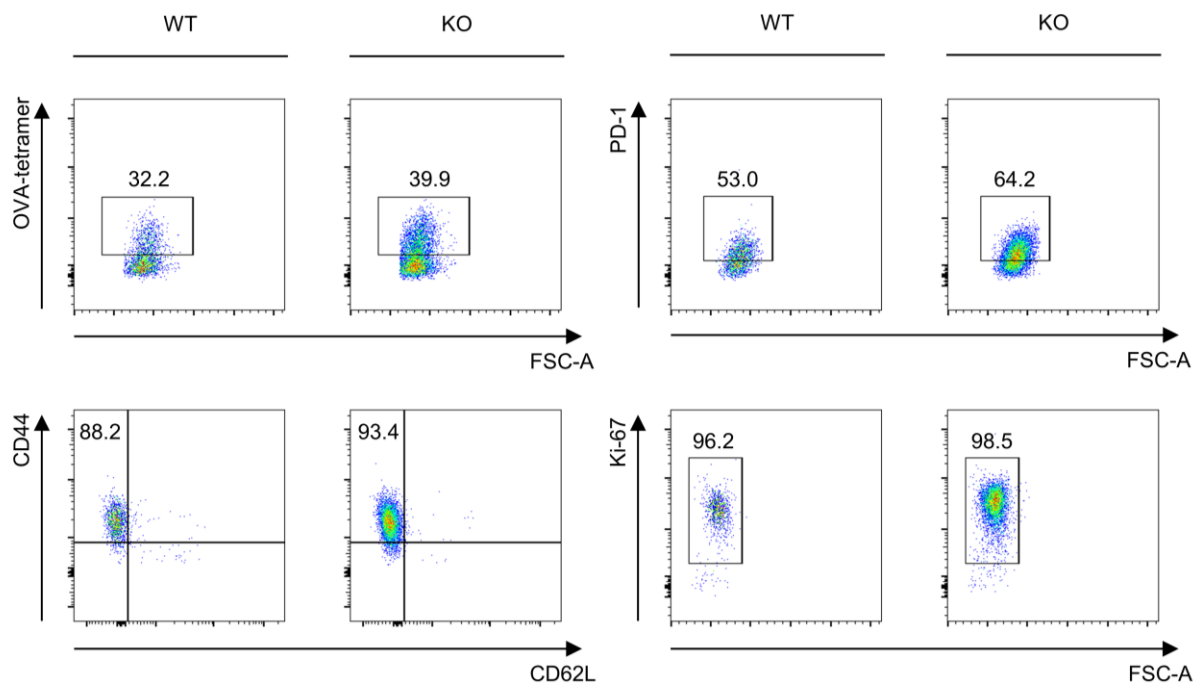 WT
KO
WT
KO
OVA-tetramer
32.2
39.9
FSC-A
PD-1
53.0
64.2
FSC-A
CD44
88.2
93.4
CD62L
Ki-67
96.2
98.5
FSC-A